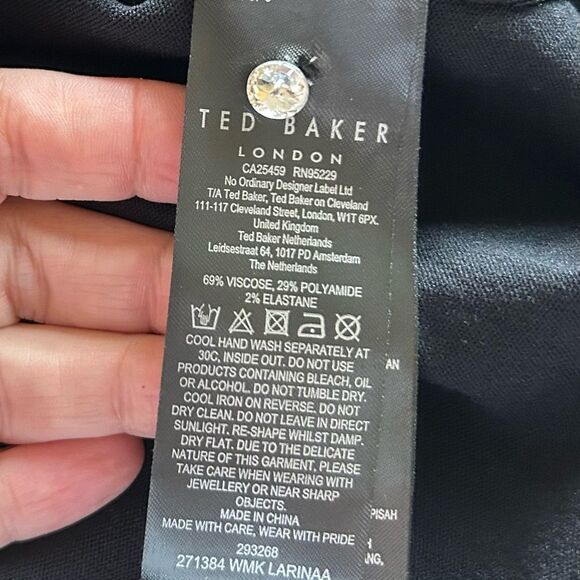 TED BAKER
LONDON
CA25459 RN95229
No Ordinary Designer Label Ltd
T/A Ted Baker, Ted Baker on Cleveland
111-117 Cleveland Street, London, W1T 6PX.
United Kingdom
Ted Baker Netherlands
Leidsestraat 64, 1017 PD Amsterdam
The Netherlands
69% VISCOSE, 29% POLYAMIDE
2% ELASTANE
COOL HAND WASH SEPARATELY AT
30C, INSIDE OUT. DO NOT USE
PRODUCTS CONTAINING BLEACH, OIL
OR ALCOHOL. DO NOT TUMBLE DRY.
COOL IRON ON REVERSE. DO NOT
DRY CLEAN. DO NOT LEAVE IN DIRECT
SUNLIGHT. RE-SHAPE WHILST DAMP.
DRY FLAT. DUE TO THE DELICATE
NATURE OF THIS GARMENT, PLEASE
TAKE CARE WHEN WEARING WITH
JEWELLERY OR NEAR SHARP
OBJECTS.
MADE IN CHINA
MADE WITH CARE, WEAR WITH PRIDE
293268
271384 WMK LARINAA
AN
PISAH
NG,